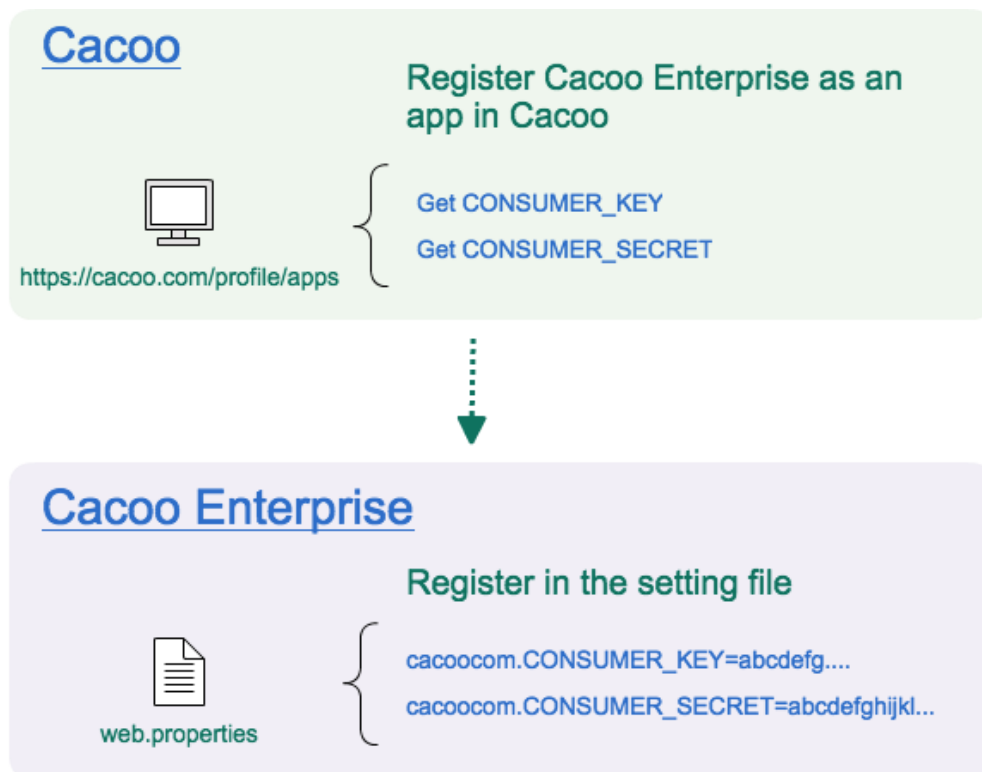 Cacoo
Register Cacoo Enterprise as an
app in Cacoo
Get CONSUMER_KEY
Get CONSUMER_SECRET
https://cacoo.com/profile/apps
Cacoo Enterprise
Register in the setting file
cacoocom.CONSUMER_KEY=abcdefg....
cacoocom.CONSUMER_SECRET=abcdefghijkl...
web.properties